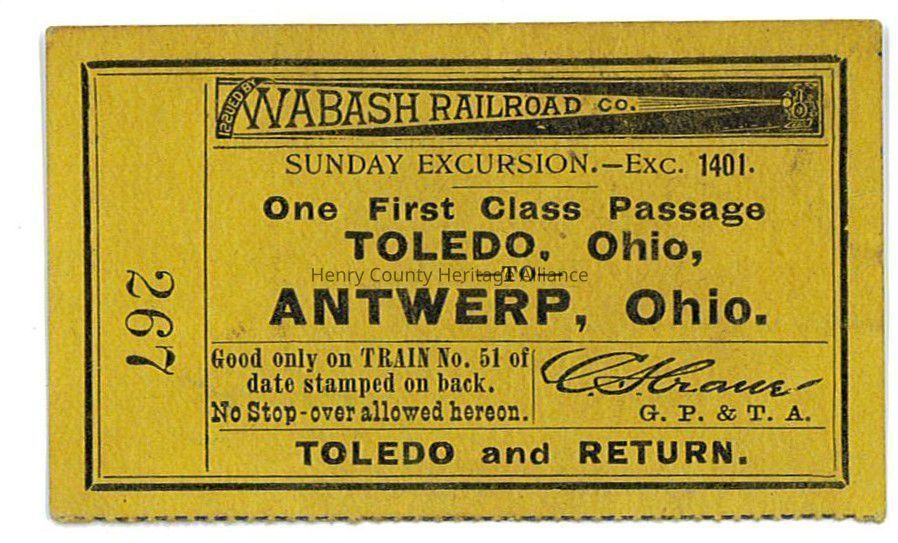 ISSUED BY
WABASH RAILROAD CO.
SUNDAY EXCURSION.—Exc. 1401.
One First Class Passage
TOLEDO, Ohio,
—TO—
Henry County Heritage Alliance
ANTWERP, Ohio.
267
Good only on TRAIN No. 51 of
date stamped on back.
No Stop-over allowed hereon.
C. S. Crane
G. P. & T. A.
TOLEDO and RETURN.